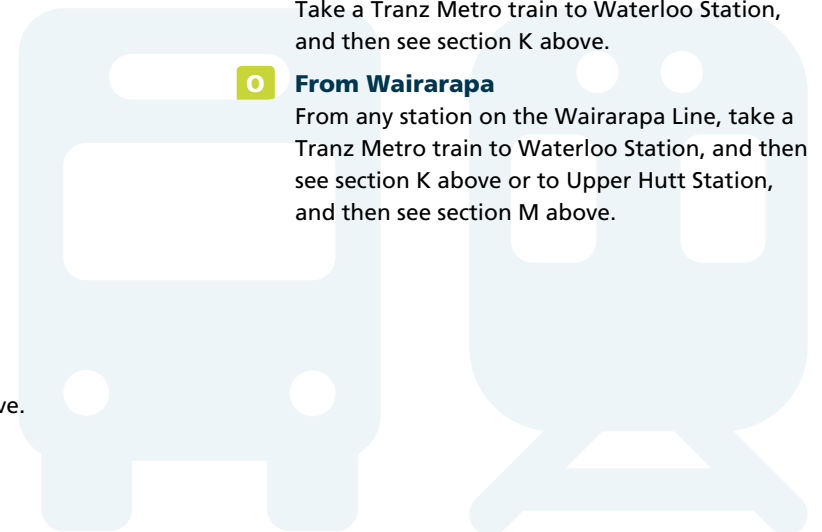 Take a Tranz Metro train to Waterloo Station,
and then see section K above.
O From Wairarapa
From any station on the Wairarapa Line, take a
Tranz Metro train to Waterloo Station, and then
see section K above or to Upper Hutt Station,
and then see section M above.